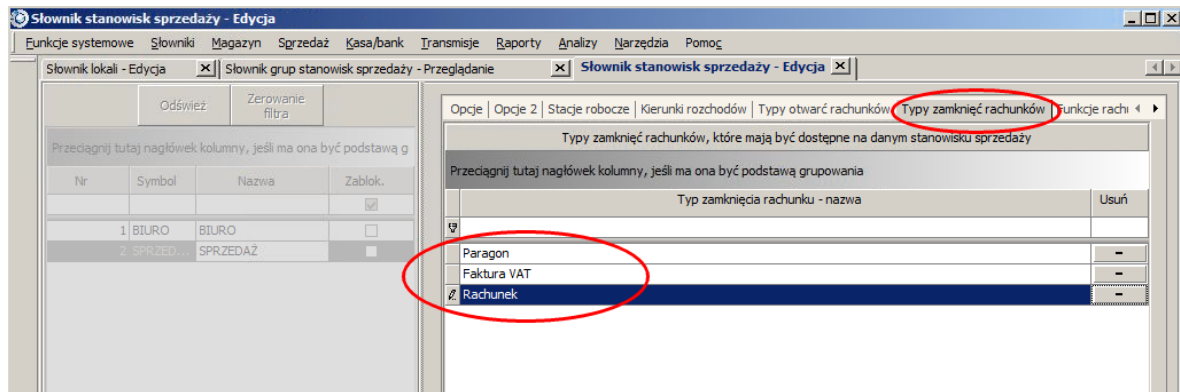 Słownik stanowisk sprzedaży - Edycja
Funkcje systemowe Słowniki Magazyn Sprzedaż Kasa/bank Transmisje Raporty Analizy Narzędzia Pomoc
Słownik lokali - Edycja Słownik grup stanowisk sprzedaży - Przeglądanie Słownik stanowisk sprzedaży - Edycja
Odśwież Zerowanie filtra
Przeciągnij tutaj nagłówek kolumny, jeśli ma ona być podstawą g
Nr Symbol Nazwa Zablok.
1 BIURO BIURO
2 SPRZED... SPRZEDAŻ
Opcje Opcje 2 Stacje robocze Kierunki rozchodów Typy otwarć rachunków Typy zamknięć rachunków Funkcje rachu
Typy zamknięć rachunków, które mają być dostępne na danym stanowisku sprzedaży
Przeciągnij tutaj nagłówek kolumny, jeśli ma ona być podstawą grupowania
Typ zamknięcia rachunku - nazwa Usuń
Paragon
Faktura VAT
Rachunek